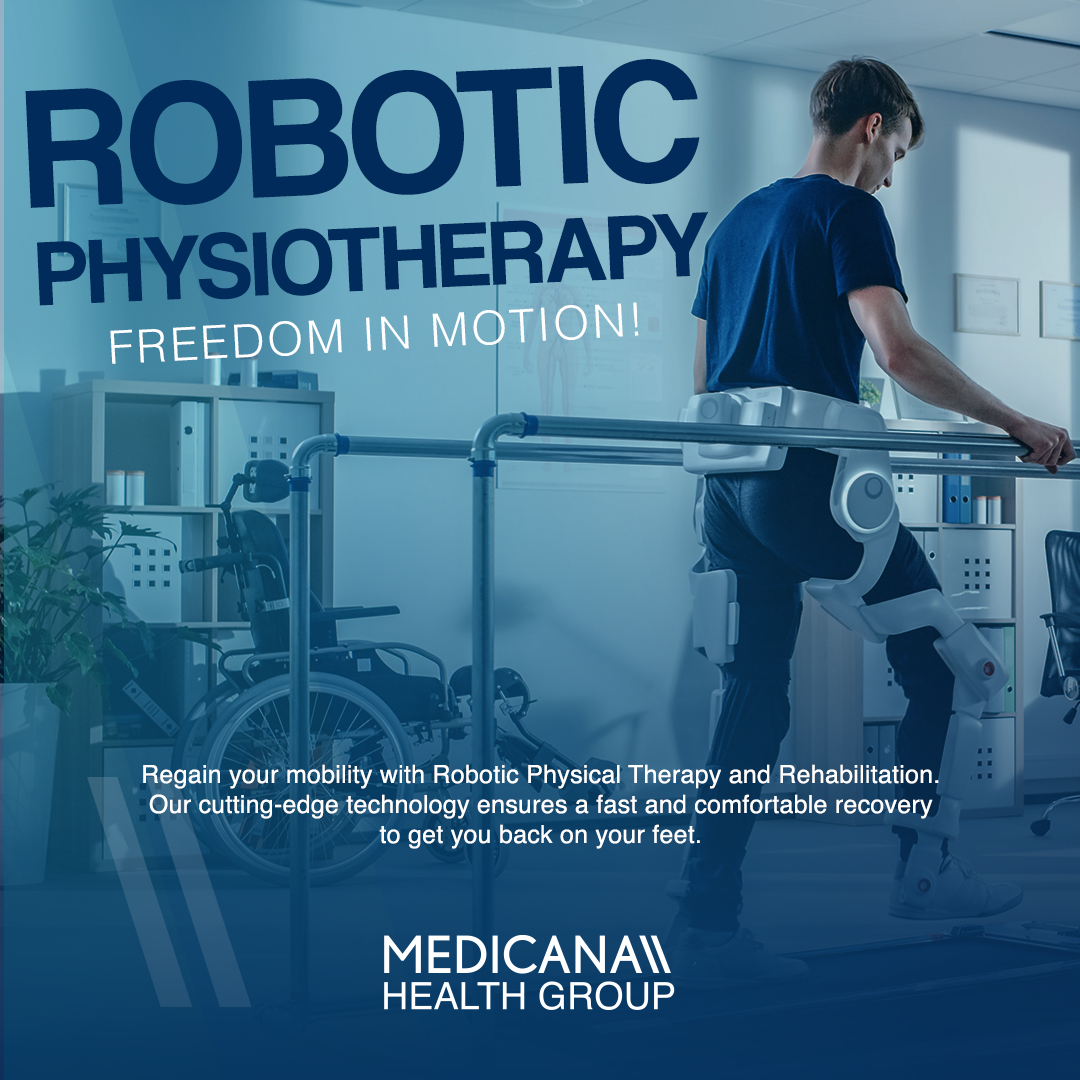 ROBOTIC
PHYSIOTHERAPY
FREEDOM IN MOTION!
Regain your mobility with Robotic Physical Therapy and Rehabilitation.
Our cutting-edge technology ensures a fast and comfortable recovery
to get you back on your feet.
MEDICANA
HEALTH GROUP